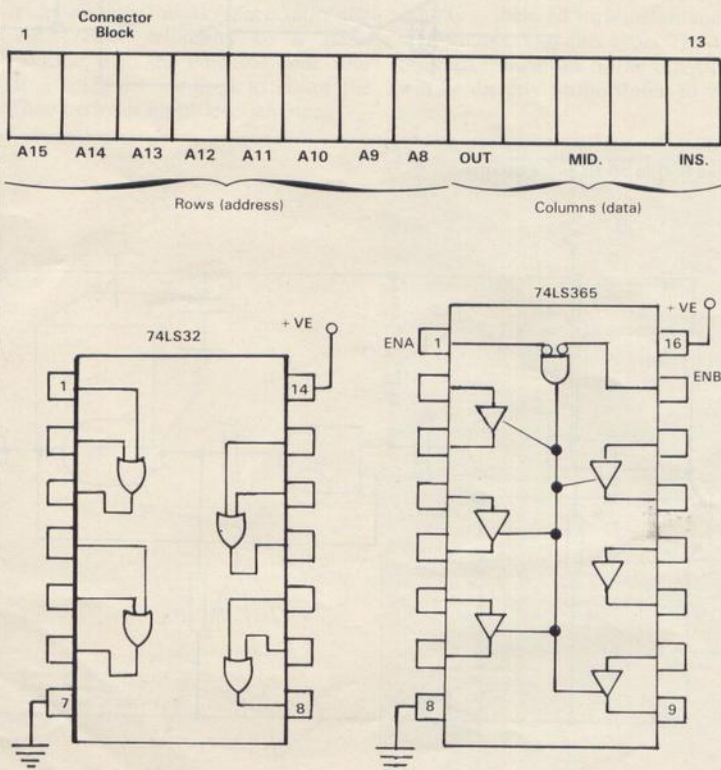 Connector
1 Block 13
A15 A14 A13 A12 A11 A10 A9 A8 OUT MID. INS.
Rows (address) Columns (data)
74LS32
+ VE
1 14
7 8
74LS365
+ VE
ENA 1 16
ENB
8 9